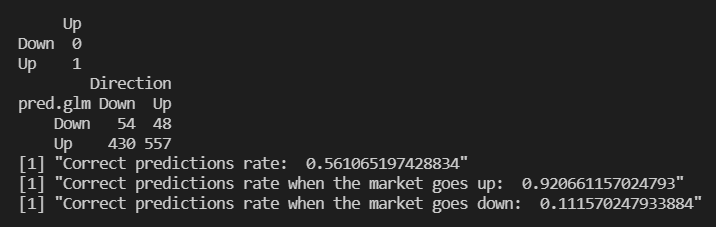 Up
Down  0
Up    1
        Direction
pred.glm Down  Up
    Down   54  48
    Up    430 557
[1] "Correct predictions rate:  0.561065197428834"
[1] "Correct predictions rate when the market goes up:  0.920661157024793"
[1] "Correct predictions rate when the market goes down:  0.111570247933884"